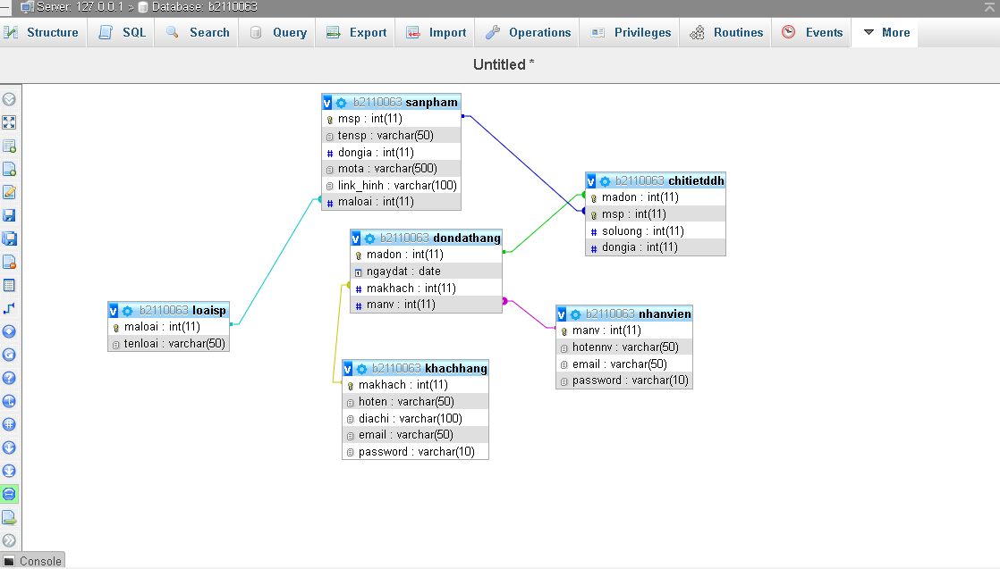 Server: 127.0.0.1 » Database: b2110063
Structure SQL Search Query Export Import Operations Privileges Routines Events More
Untitled *
b2110063 sanpham
msp : int(11)
tensp : varchar(50)
dongia : int(11)
mota : varchar(500)
link_hinh : varchar(100)
maloai : int(11)
b2110063 chitietddh
madon : int(11)
msp : int(11)
soluong : int(11)
dongia : int(11)
b2110063 dondathang
madon : int(11)
ngaydat : date
makhach : int(11)
manv : int(11)
b2110063 loaisp
maloai : int(11)
tenloai : varchar(50)
b2110063 nhanvien
manv : int(11)
hotennv : varchar(50)
email : varchar(50)
password : varchar(10)
b2110063 khachhang
makhach : int(11)
hoten : varchar(50)
diachi : varchar(100)
email : varchar(50)
password : varchar(10)
Console